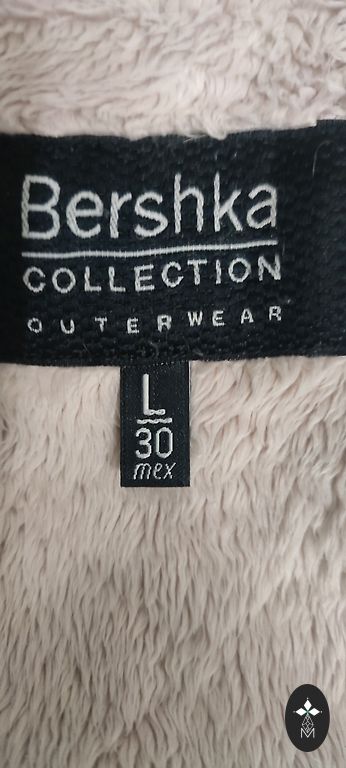 Bershka
COLLECTION
OUTERWEAR
L
30
mex
M